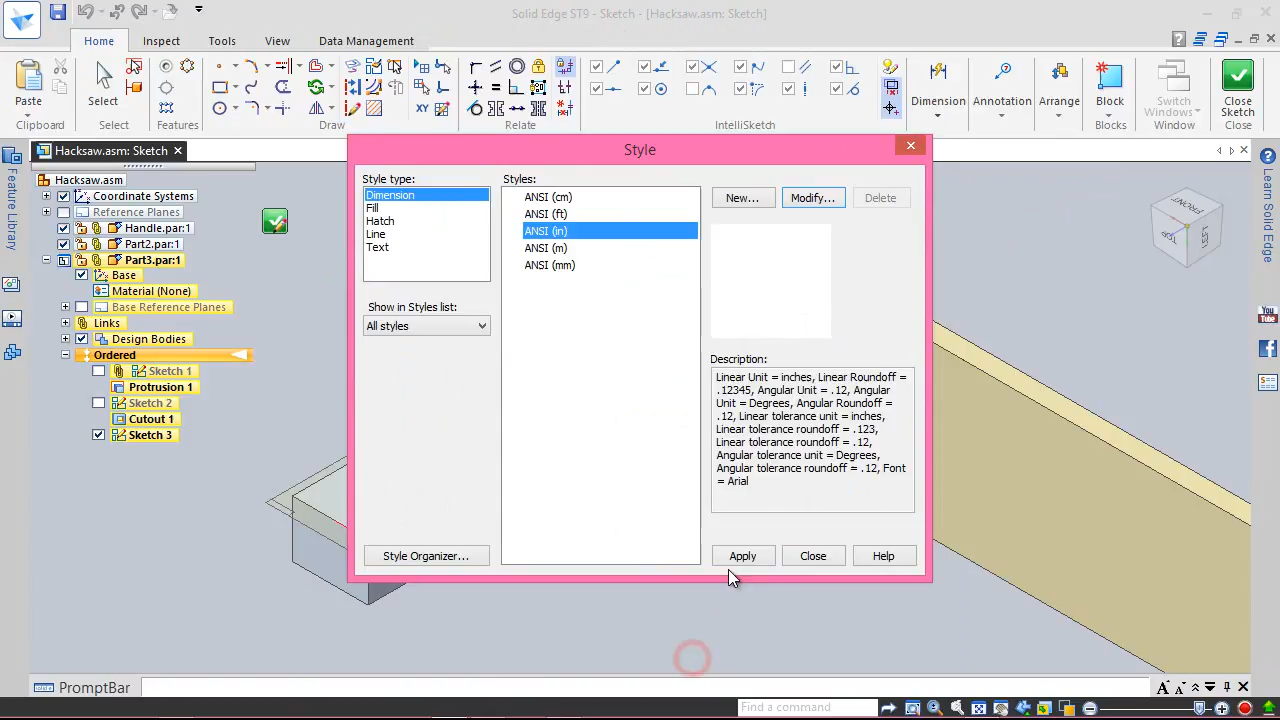 Solid Edge ST9 - Sketch - [Hacksaw.asm: Sketch]
Home Inspect Tools View Data Management
Paste
Clipboard
Select
Select
Features
Draw
Relate
IntelliSketch
Dimension
Annotation
Arrange
Block
Blocks
Switch Windows
Window
Close Sketch
Close
Hacksaw.asm: Sketch
Feature Library
Hacksaw.asm
Coordinate Systems
Reference Planes
Handle.par:1
Part2.par:1
Part3.par:1
Base
Material (None)
Base Reference Planes
Links
Design Bodies
Ordered
Sketch 1
Protrusion 1
Sketch 2
Cutout 1
Sketch 3
Style
Style type:
Dimension
Fill
Hatch
Line
Text
Show in Styles list:
All styles
Style Organizer...
Styles:
ANSI (cm)
ANSI (ft)
ANSI (in)
ANSI (m)
ANSI (mm)
New... Modify... Delete
Description:
Linear Unit = inches, Linear Roundoff =
.12345, Angular Unit = .12, Angular
Unit = Degrees, Angular Roundoff =
.12, Linear tolerance unit = inches,
Linear tolerance roundoff = .123,
Linear tolerance roundoff = .12,
Angular tolerance unit = Degrees,
Angular tolerance roundoff = .12, Font
= Arial
Apply Close Help
FRONT
You Tube
PromptBar
Find a command